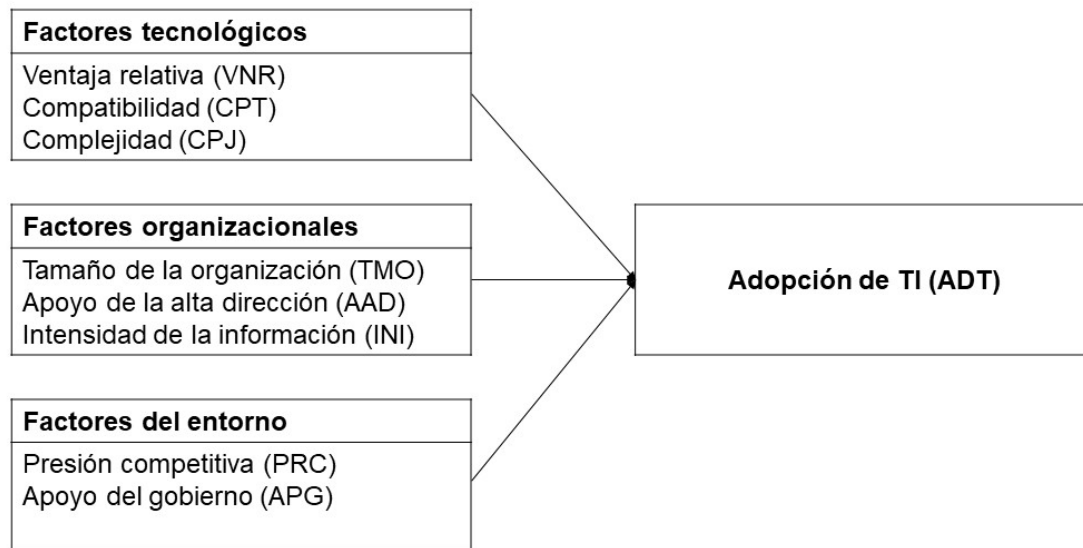 Factores tecnológicos
Ventaja relativa (VNR)
Compatibilidad (CPT)
Complejidad (CPJ)
Factores organizacionales
Tamaño de la organización (TMO)
Apoyo de la alta dirección (AAD)
Intensidad de la información (INI)
Factores del entorno
Presión competitiva (PRC)
Apoyo del gobierno (APG)
Adopción de TI (ADT)